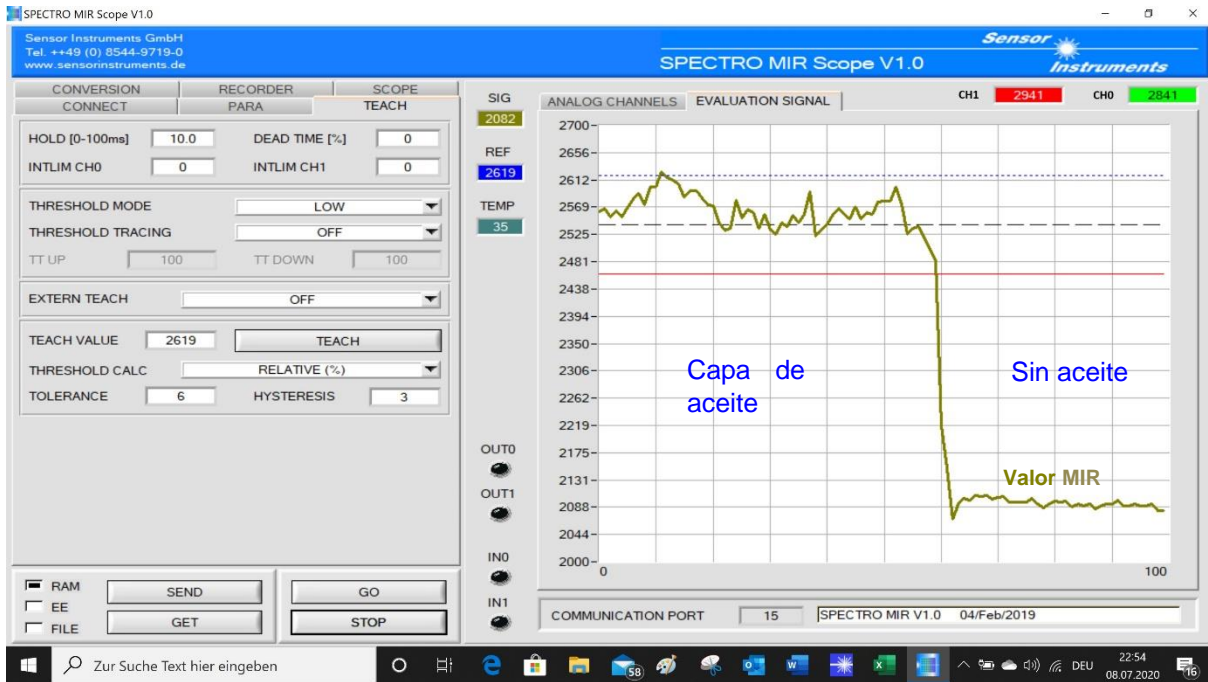 SPECTRO MIR Scope V1.0
Sensor Instruments GmbH
Tel. ++49 (0) 8544-9719-0
www.sensorinstruments.de
SPECTRO MIR Scope V1.0
Sensor
Instruments
CONVERSION RECORDER SCOPE
CONNECT PARA TEACH
HOLD [0-100ms] 10.0 DEAD TIME [%] 0
INTLIM CH0 0 INTLIM CH1 0
THRESHOLD MODE LOW
THRESHOLD TRACING OFF
TT UP 100 TT DOWN 100
EXTERN TEACH OFF
TEACH VALUE 2619 TEACH
THRESHOLD CALC RELATIVE (%)
TOLERANCE 6 HYSTERESIS 3
RAM SEND GO
EE
FILE GET STOP
SIG
2082
REF
2619
TEMP
35
OUT0
OUT1
IN0
IN1
ANALOG CHANNELS EVALUATION SIGNAL
CH1 2941 CH0 2841
2700
2656
2612
2569
2525
2481
2438
2394
2350
2306
2262
2219
2175
2131
2088
2044
2000
0 100
Capa de
aceite
Sin aceite
Valor MIR
COMMUNICATION PORT 15 SPECTRO MIR V1.0 04/Feb/2019
Zur Suche Text hier eingeben
58
DEU
22:54
08.07.2020
16